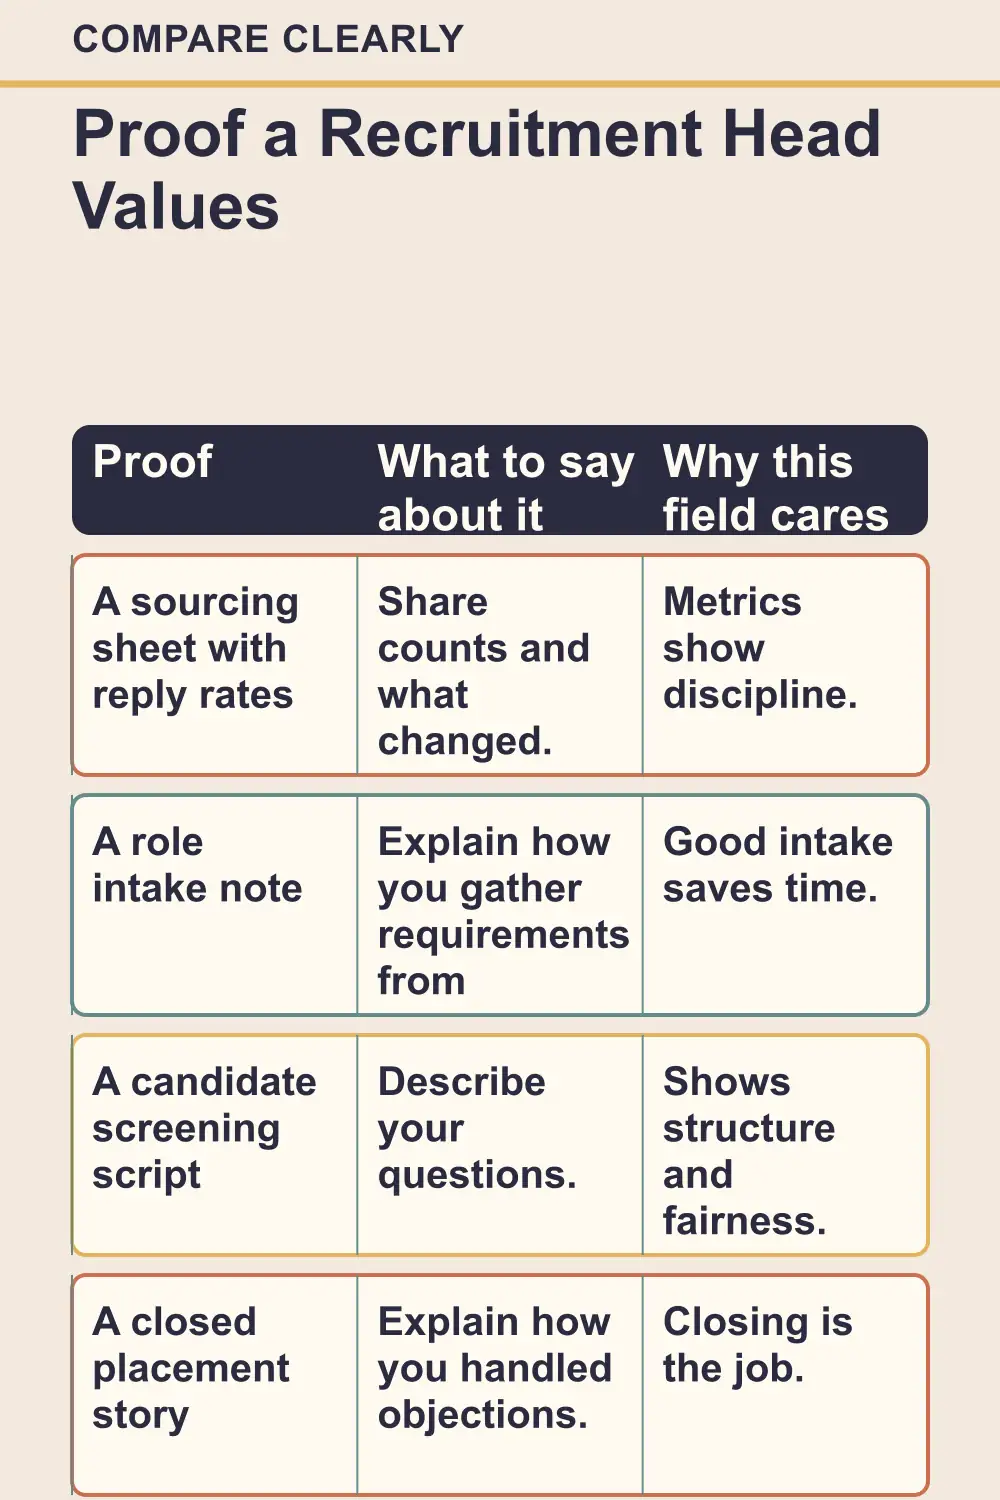 COMPARE CLEARLY
Proof a Recruitment Head
Values
Proof
What to say
about it
Why this
field cares
A sourcing
sheet with
reply rates
Share
counts and
what
changed.
Metrics
show
discipline.
A role
intake note
Explain how
you gather
requirements
from
Good intake
saves time.
A candidate
screening
script
Describe
your
questions.
Shows
structure
and
fairness.
A closed
placement
story
Explain how
you handled
objections.
Closing is
the job.